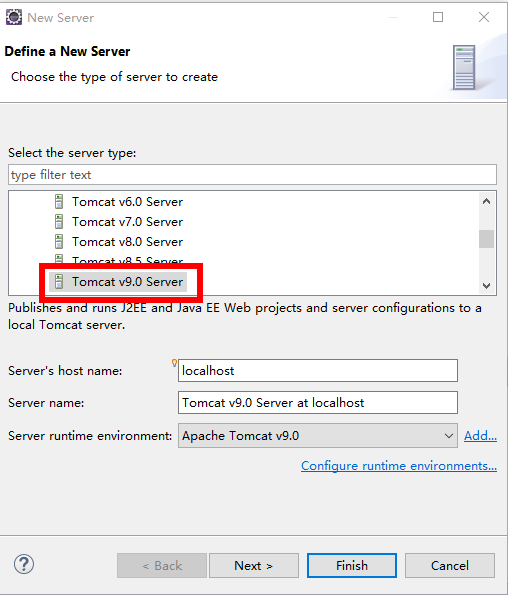 New Server
Define a New Server
Choose the type of server to create
Select the server type:
type filter text
Tomcat v6.0 Server
Tomcat v7.0 Server
Tomcat v8.0 Server
Tomcat v8.5 Server
Tomcat v9.0 Server
Publishes and runs J2EE and Java EE Web projects and server configurations to a
local Tomcat server.
Server's host name: localhost
Server name: Tomcat v9.0 Server at localhost
Server runtime environment: Apache Tomcat v9.0 Add...
Configure runtime environments...
? < Back Next > Finish Cancel